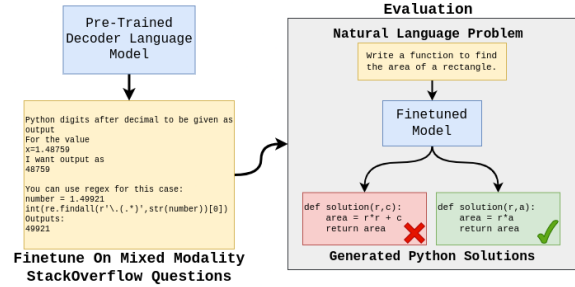 Pre-Trained
Decoder Language
Model
Python digits after decimal to be given as
output
For the value
x=1.48759
I want output as
48759
You can use regex for this case:
number = 1.49921
int(re.findall(r'\.(.*)',str(number))[0])
Outputs:
49921
Finetune On Mixed Modality
StackOverflow Questions
Evaluation
Natural Language Problem
Write a function to find
the area of a rectangle.
Finetuned
Model
def solution(r,c):
    area = r*r + c
    return area
def solution(r,a):
    area = r*a
    return area
Generated Python Solutions